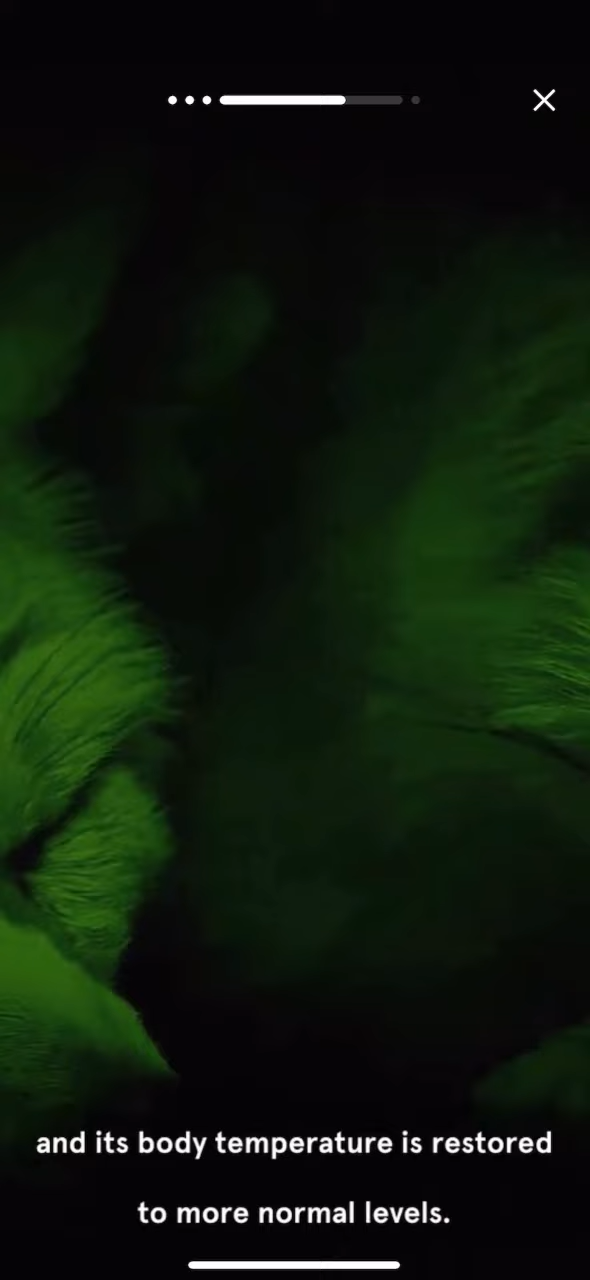 and its body temperature is restored
to more normal levels.